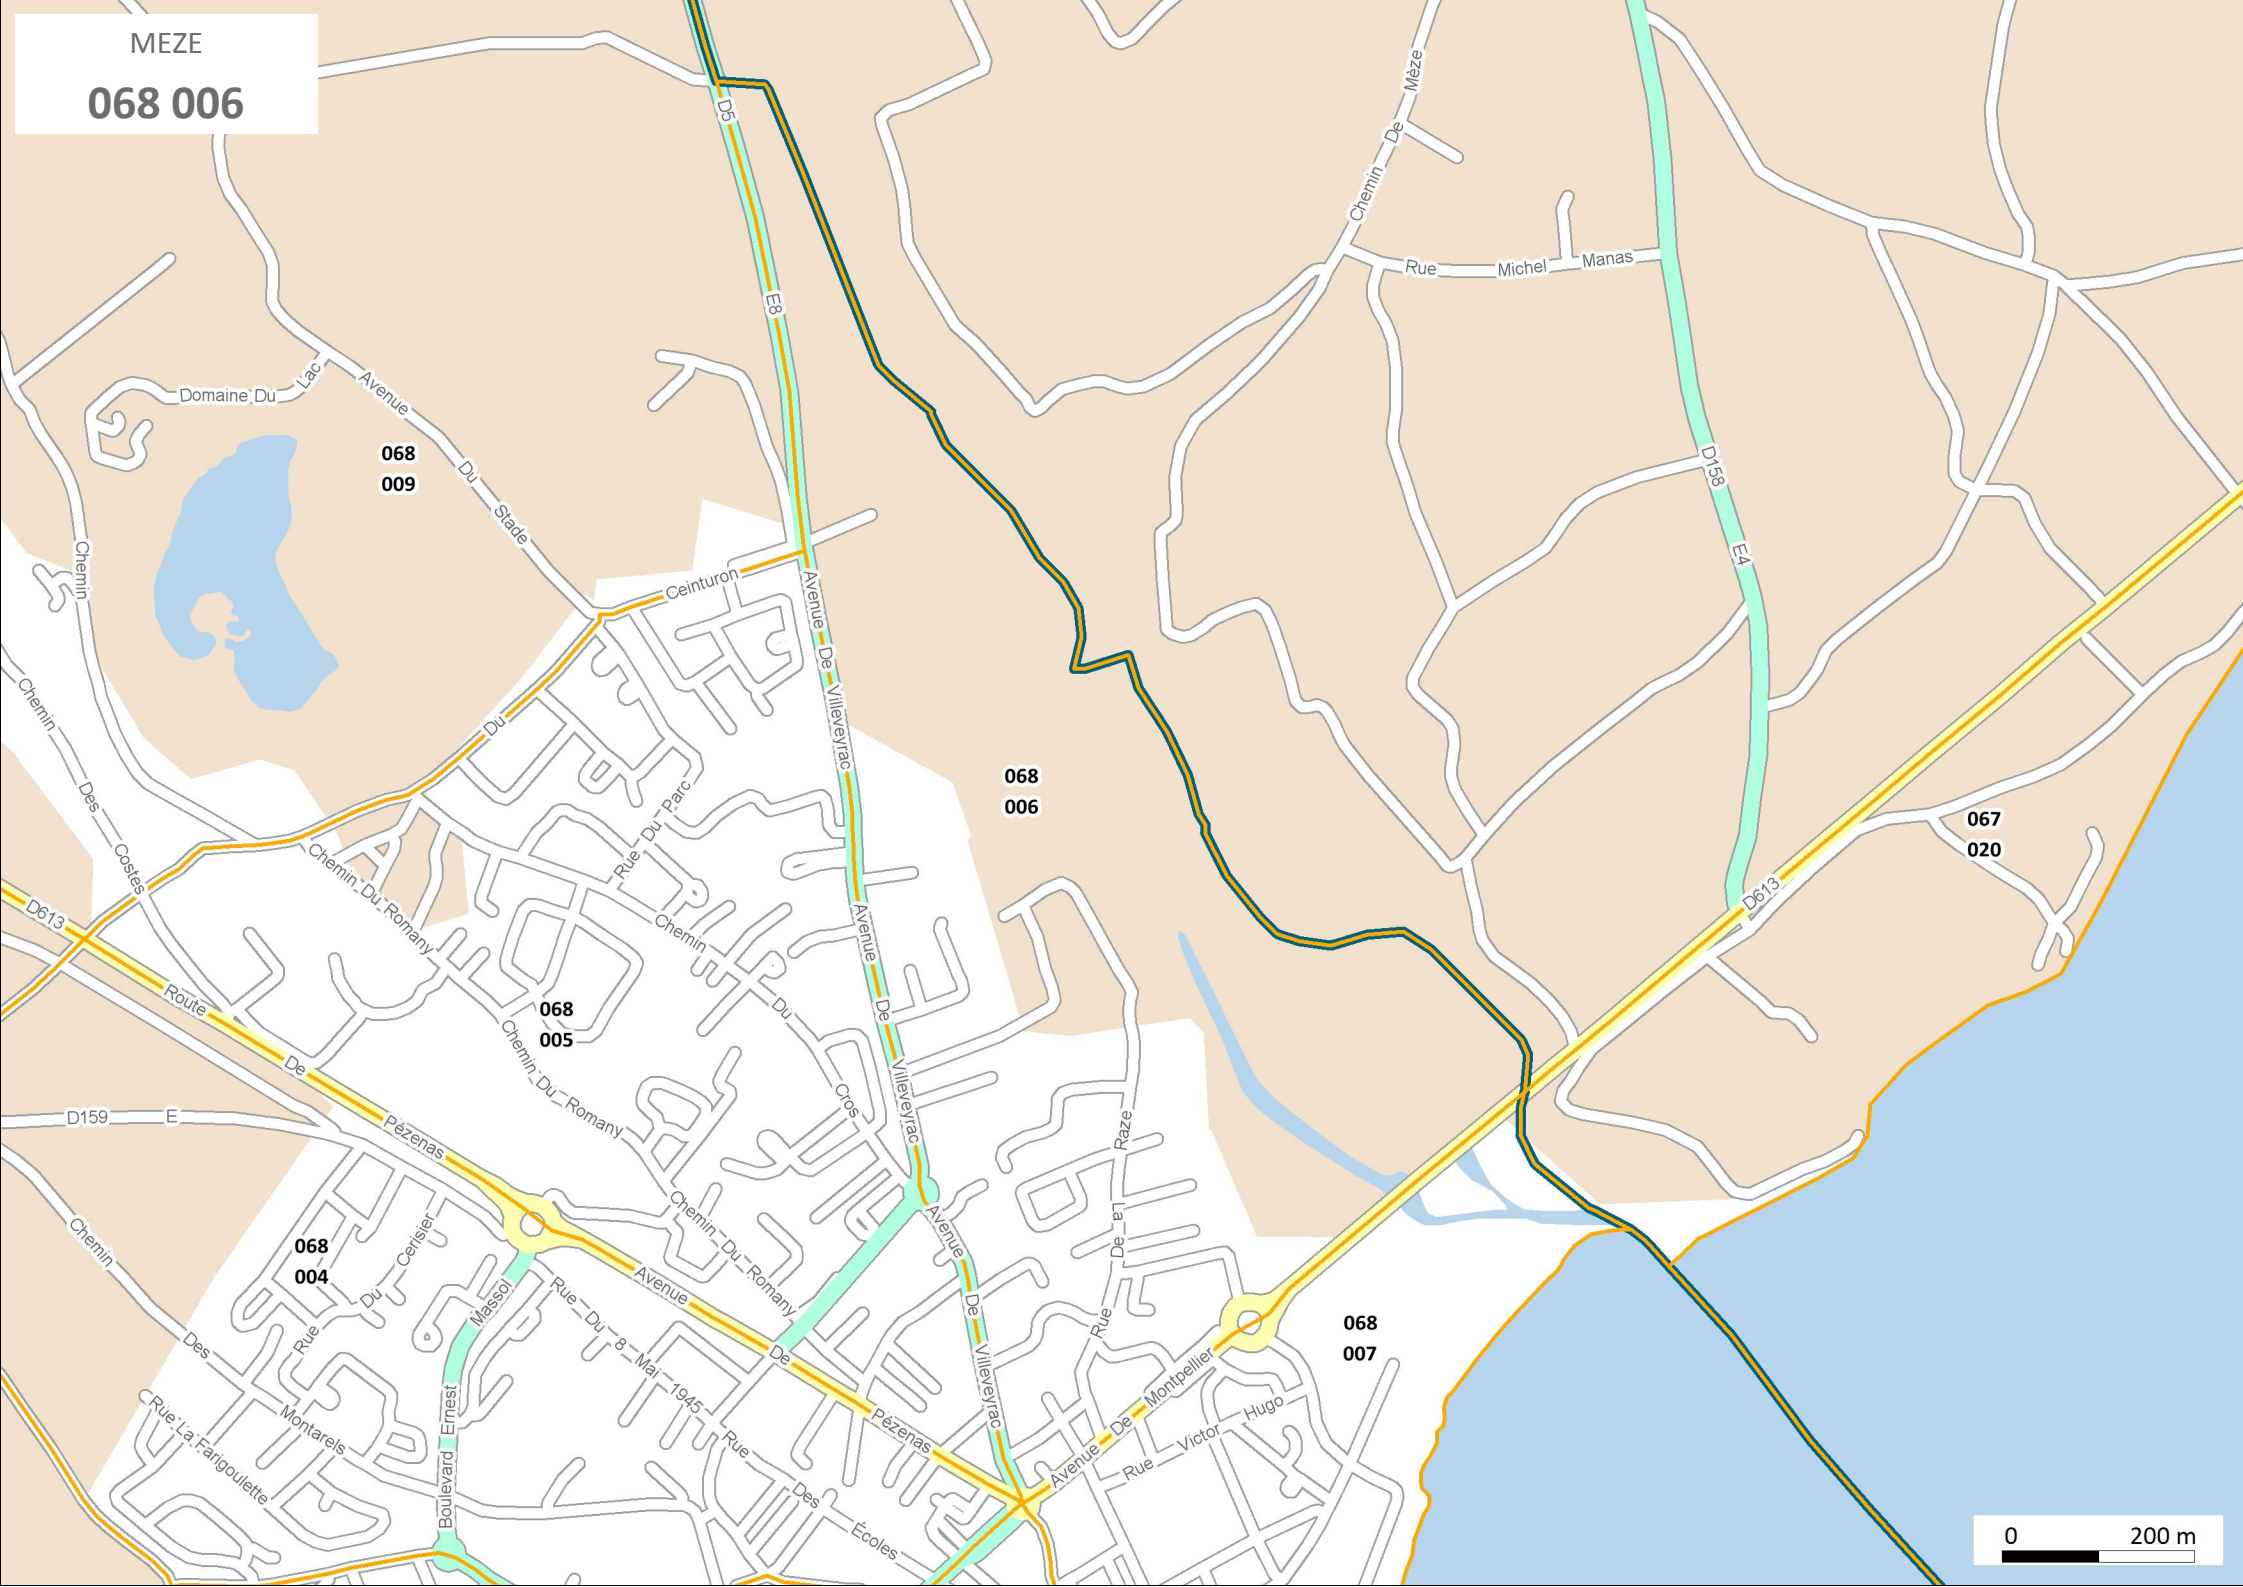 MEZE
068 006
D5
E8
Chemin De Mèze
Rue Michel Manas
Domaine Du Lac
Avenue Du Stade
068
009
D158
E4
Chemin
Ceinturon
Du
Avenue De Villeveyrac
Chemin Des Costes
Rue Du Parc
068
006
067
020
D613
D613
Chemin Du Romany
Chemin Du Cros
Avenue De Villeveyrac
Route De Pézenas
068
005
Chemin Du Romany
D159 E
Rue De La Raze
Chemin Du Romany
Avenue De Villeveyrac
068
004
Rue Du Cerisier
Boulevard Ernest Massol
Avenue De Pézenas
Rue Du 8 Mai 1945
Chemin Des Montarels
Rue La Farigoulette
Rue Des Écoles
Avenue De Montpellier
Rue Victor Hugo
068
007
0 200 m